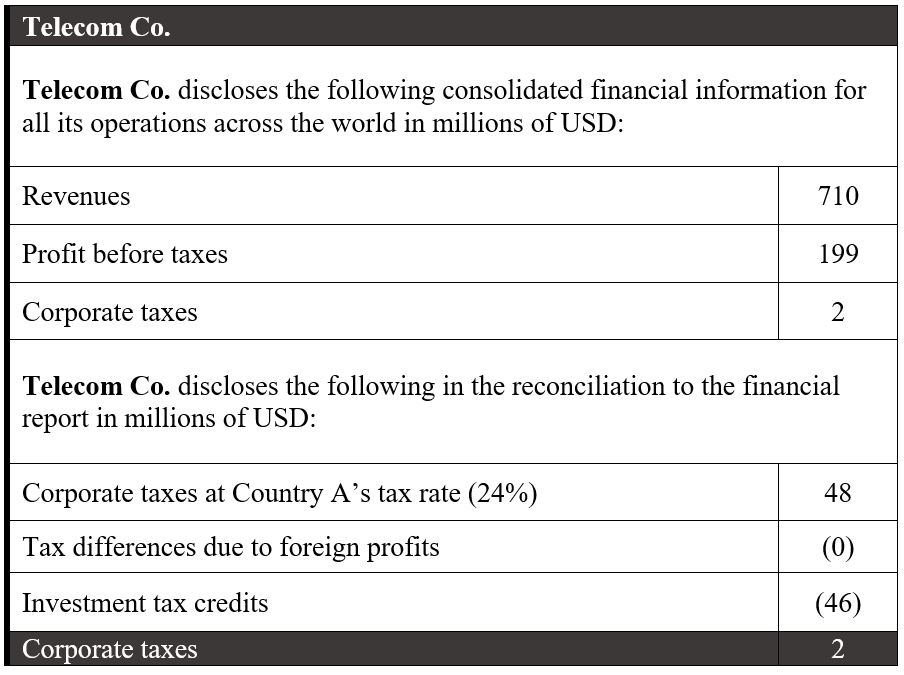 Telecom Co.
Telecom Co. discloses the following consolidated financial information for
all its operations across the world in millions of USD:
Revenues 710
Profit before taxes 199
Corporate taxes 2
Telecom Co. discloses the following in the reconciliation to the financial
report in millions of USD:
Corporate taxes at Country A’s tax rate (24%) 48
Tax differences due to foreign profits (0)
Investment tax credits (46)
Corporate taxes 2